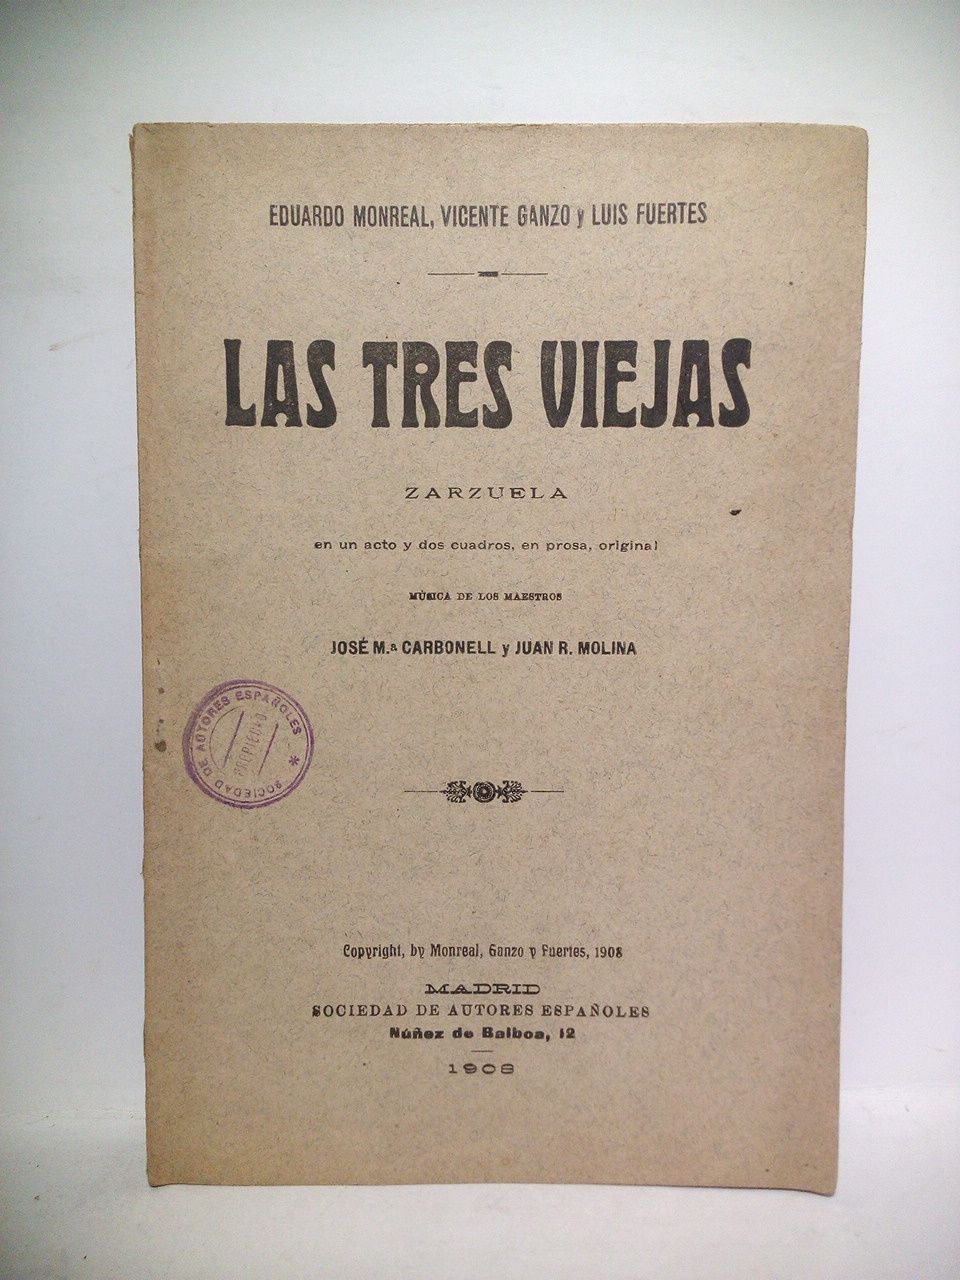 EDUARDO MONREAL, VICENTE GANZO y LUIS FUERTES
LAS TRES VIEJAS
ZARZUELA
en un acto y dos cuadros, en prosa, original
MÚSICA DE LOS MAESTROS
JOSÉ M.ª CARBONELL y JUAN R. MOLINA
SOCIEDAD DE AUTORES ESPAÑOLES *
Copyright, by Monreal, Ganzo y Fuertes, 1908
MADRID
SOCIEDAD DE AUTORES ESPAÑOLES
Núñez de Balboa, 12
1908